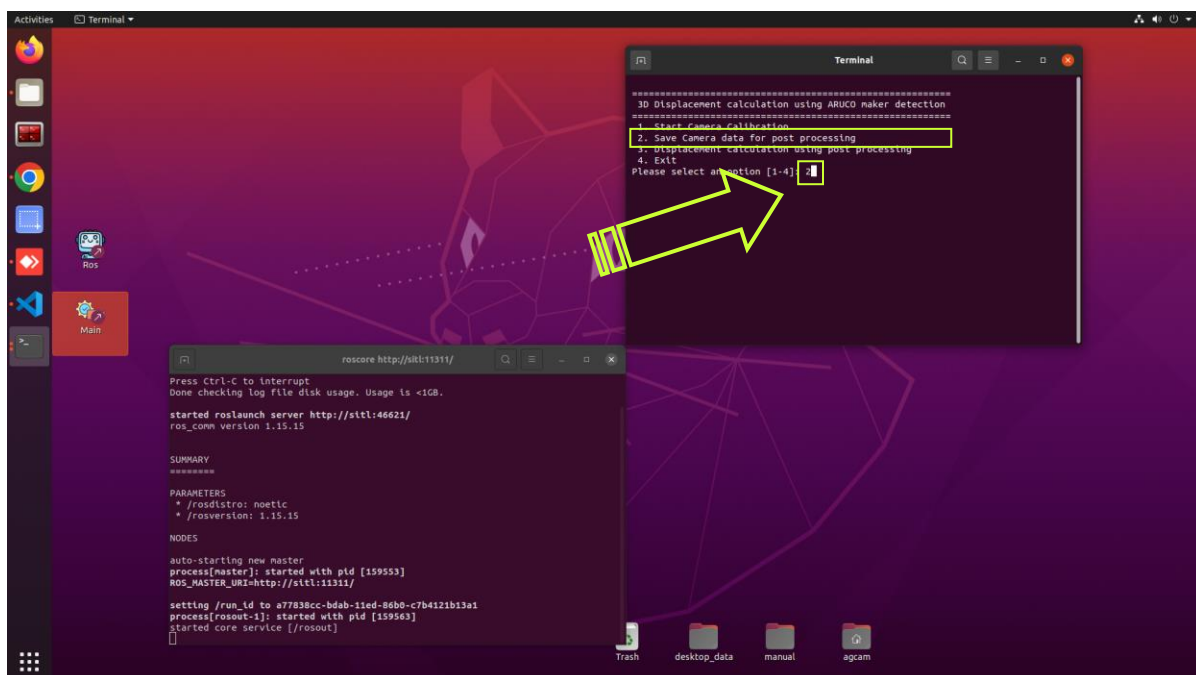 Activities
Terminal
Terminal
==========================================================
3D Displacement calculation using ARUCO maker detection
==========================================================
1. Start Camera Calibration
2. Save Camera data for post processing
3. Displacement calculation using post processing
4. Exit
Please select an option [1-4]: 2
Ros
Main
roscore http://sitl:11311/
Press Ctrl-C to interrupt
Done checking log file disk usage. Usage is <1GB.
started roslaunch server http://sitl:46621/
ros_comm version 1.15.15
SUMMARY
========
PARAMETERS
* /rosdistro: noetic
* /rosversion: 1.15.15
NODES
auto-starting new master
process[master]: started with pid [159553]
ROS_MASTER_URI=http://sitl:11311/
setting /run_id to a77838cc-bdab-11ed-86b0-c7b4121b13a1
process[rosout-1]: started with pid [159563]
started core service [/rosout]
Trash
desktop_data
manual
agcam